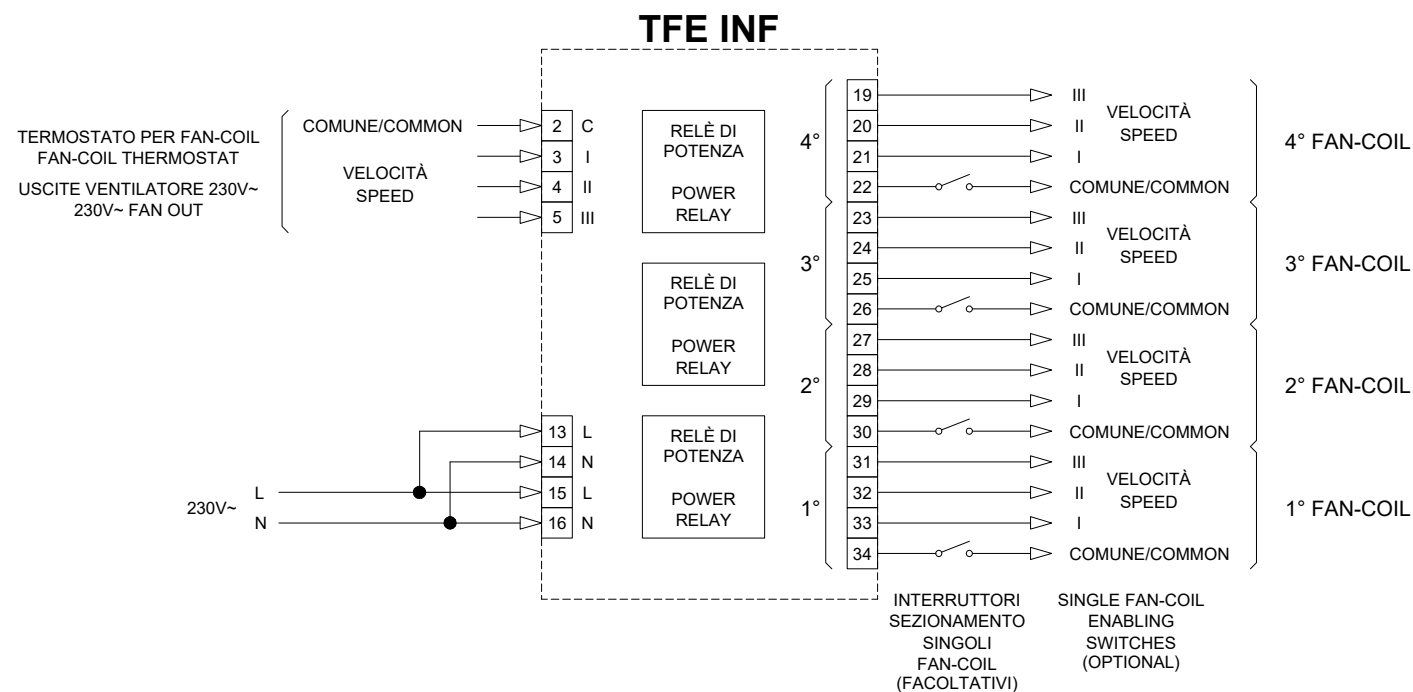 TFE INF
TERMOSTATO PER FAN-COIL
FAN-COIL THERMOSTAT
USCITE VENTILATORE 230V~
230V~ FAN OUT
COMUNE/COMMON
VELOCITÀ
SPEED
2 C
3 I
4 II
5 III
230V~
L
N
13 L
14 N
15 L
16 N
RELÈ DI
POTENZA
POWER
RELAY
RELÈ DI
POTENZA
POWER
RELAY
RELÈ DI
POTENZA
POWER
RELAY
4°
19 III
20 II
21 I
22 COMUNE/COMMON
VELOCITÀ
SPEED
4° FAN-COIL
3°
23 III
24 II
25 I
26 COMUNE/COMMON
VELOCITÀ
SPEED
3° FAN-COIL
2°
27 III
28 II
29 I
30 COMUNE/COMMON
VELOCITÀ
SPEED
2° FAN-COIL
1°
31 III
32 II
33 I
34 COMUNE/COMMON
VELOCITÀ
SPEED
1° FAN-COIL
INTERRUTTORI
SEZIONAMENTO
SINGOLI
FAN-COIL
(FACOLTATIVI)
SINGLE FAN-COIL
ENABLING
SWITCHES
(OPTIONAL)